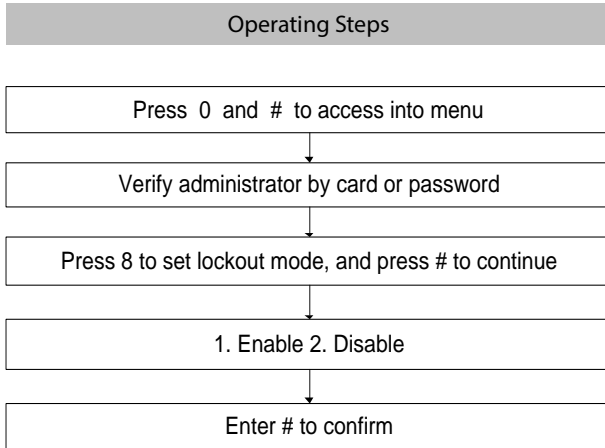 Operating Steps
Press 0 and # to access into menu
Verify administrator by card or password
Press 8 to set lockout mode, and press # to continue
1. Enable 2. Disable
Enter # to confirm